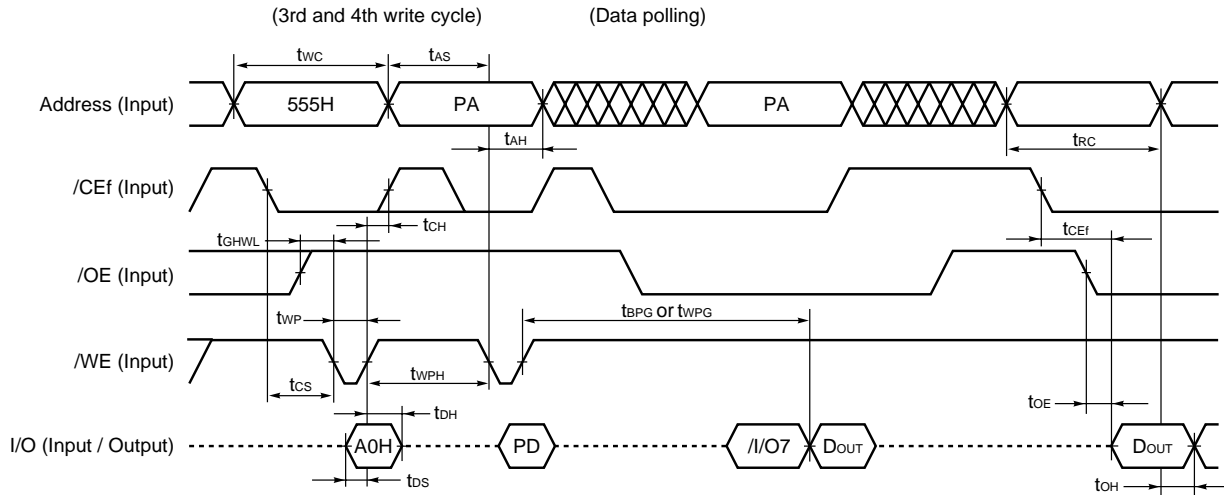 (3rd and 4th write cycle) (Data polling)
tWC tAS
Address (Input) 555H PA PA
tAH tRC
/CEf (Input)
tCH tCEf
tGHWL
/OE (Input)
tWP tBPG or tWPG
/WE (Input)
tCS tWPH
tDH tOE
I/O (Input / Output) A0H PD /I/O7 DOUT DOUT
tDS tOH